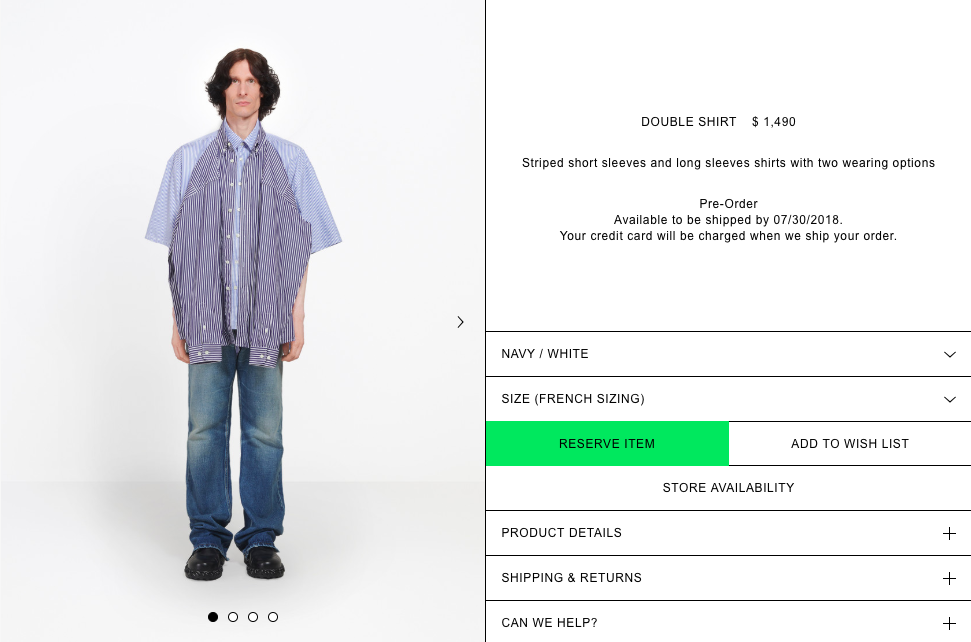 DOUBLE SHIRT $ 1,490
Striped short sleeves and long sleeves shirts with two wearing options
Pre-Order
Available to be shipped by 07/30/2018.
Your credit card will be charged when we ship your order.
NAVY / WHITE
SIZE (FRENCH SIZING)
RESERVE ITEM
ADD TO WISH LIST
STORE AVAILABILITY
PRODUCT DETAILS
SHIPPING & RETURNS
CAN WE HELP?